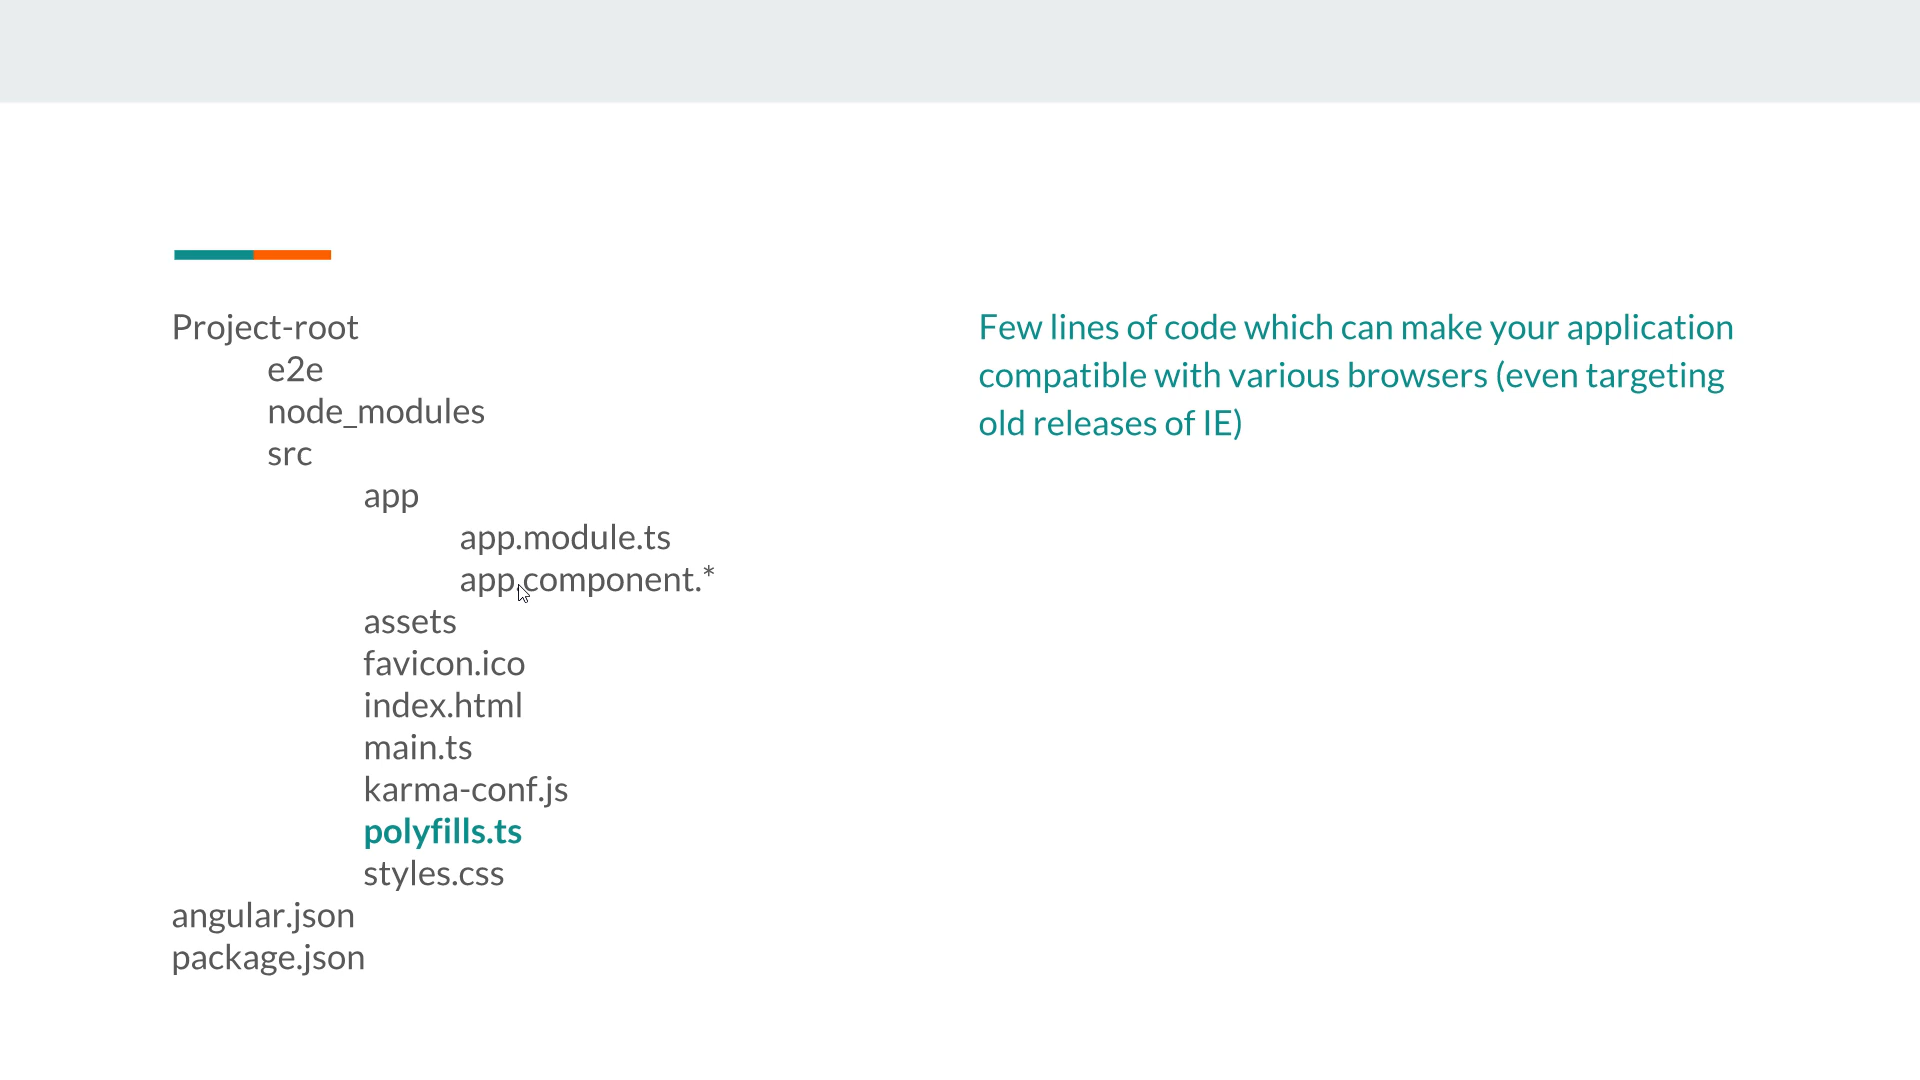 Project-root
e2e
node_modules
src
app
app.module.ts
app.component.*
assets
favicon.ico
index.html
main.ts
karma-conf.js
polyfills.ts
styles.css
angular.json
package.json
Few lines of code which can make your application
compatible with various browsers (even targeting
old releases of IE)